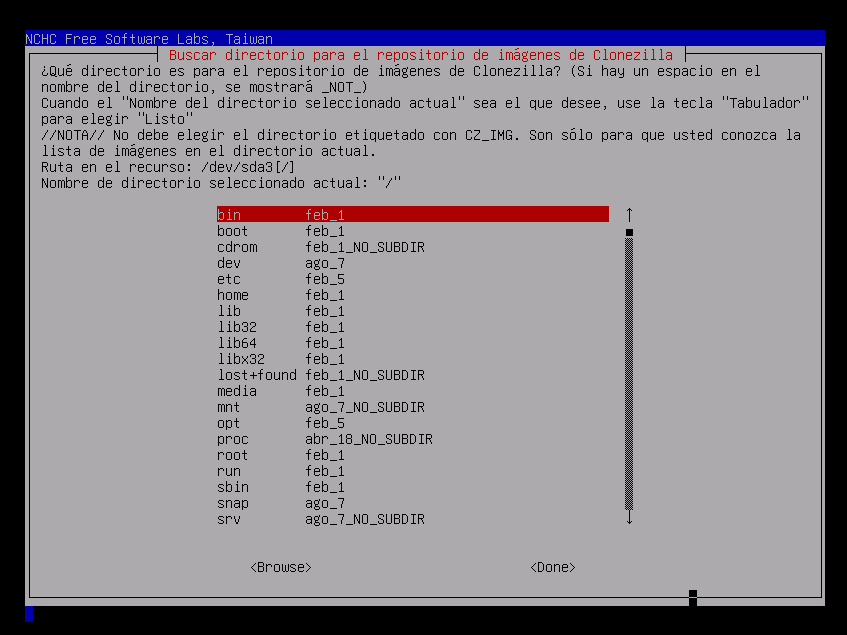 NCHC Free Software Labs, Taiwan
Buscar directorio para el repositorio de imágenes de Clonezilla
¿Qué directorio es para el repositorio de imágenes de Clonezilla? (Si hay un espacio en el
nombre del directorio, se mostrará _NOT_)
Cuando el "Nombre del directorio seleccionado actual" sea el que desee, use la tecla "Tabulador"
para elegir "Listo"
//NOTA// No debe elegir el directorio etiquetado con CZ_IMG. Son sólo para que usted conozca la
lista de imágenes en el directorio actual.
Ruta en el recurso: /dev/sda3[/]
Nombre de directorio seleccionado actual: "/"
bin feb_1 ↑
boot feb_1
cdrom feb_1_NO_SUBDIR
dev ago_7
etc feb_5
home feb_1
lib feb_1
lib32 feb_1
lib64 feb_1
libx32 feb_1
lost+found feb_1_NO_SUBDIR
media feb_1
mnt ago_7_NO_SUBDIR
opt feb_5
proc abr_18_NO_SUBDIR
root feb_1
run feb_1
sbin feb_1
snap ago_7
srv ago_7_NO_SUBDIR ↓
<Browse> <Done>